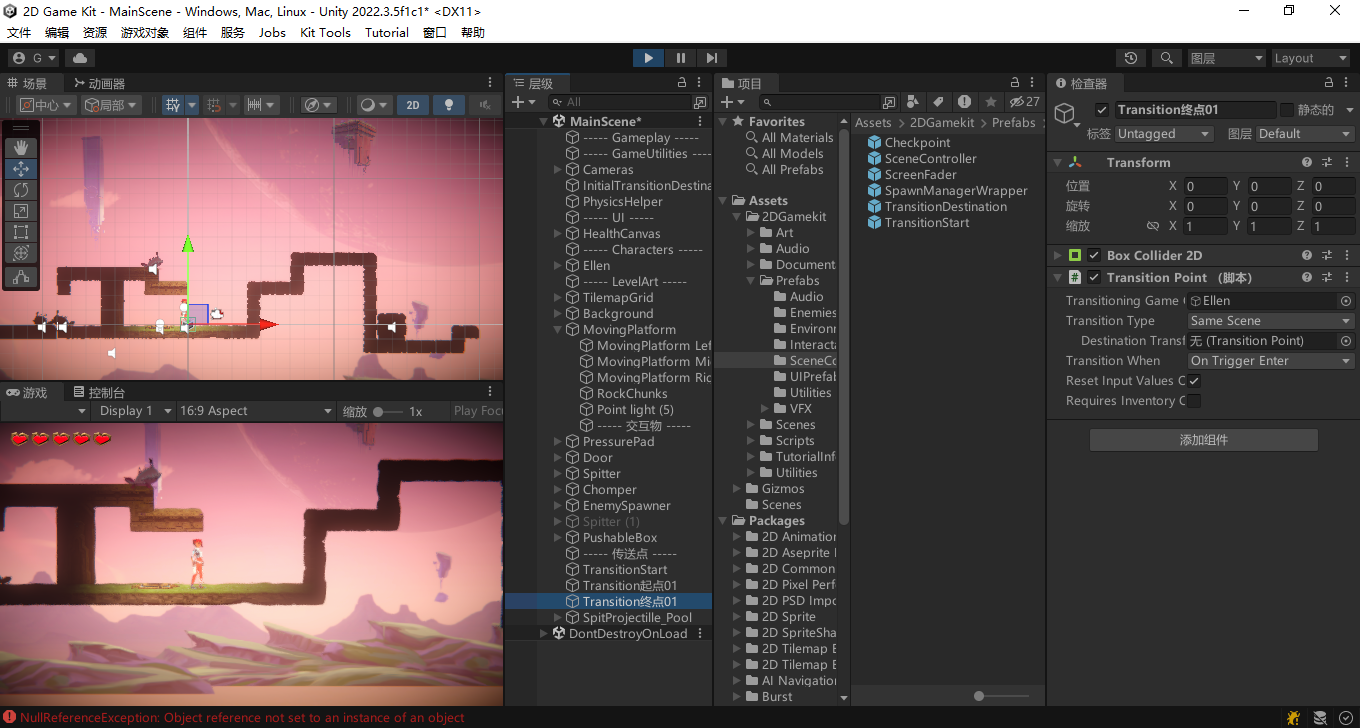 2D Game Kit - MainScene - Windows, Mac, Linux - Unity 2022.3.5f1c1* <DX11>
文件 编辑 资源 游戏对象 组件 服务 Jobs Kit Tools Tutorial 窗口 帮助
G 图层 Layout
场景 动画器
中心 局部 2D
游戏 控制台
Display 1 16:9 Aspect 缩放 1x Play Focu
层级
All
MainScene*
----- Gameplay -----
----- GameUtilities ----
Cameras
InitialTransitionDestina
PhysicsHelper
----- UI -----
HealthCanvas
----- Characters -----
Ellen
----- LevelArt -----
TilemapGrid
Background
MovingPlatform
MovingPlatform Lef
MovingPlatform Mi
MovingPlatform Ric
RockChunks
Point light (5)
----- 交互物 -----
PressurePad
Door
Spitter
Chomper
EnemySpawner
Spitter (1)
PushableBox
----- 传送点 -----
TransitionStart
Transition起点01
Transition终点01
SpitProjectille_Pool
DontDestroyOnLoad
项目
27
Favorites
All Materials
All Models
All Prefabs
Assets
2DGamekit
Art
Audio
Documenta
Prefabs
Audio
Enemies
Environr
Interacta
SceneCo
UIPrefab
Utilities
VFX
Scenes
Scripts
TutorialInfo
Utilities
Gizmos
Scenes
Packages
2D Animation
2D Aseprite I
2D Common
2D Pixel Perf
2D PSD Impo
2D Sprite
2D SpriteSha
2D Tilemap E
2D Tilemap E
AI Navigation
Burst
Assets > 2DGamekit > Prefabs
Checkpoint
SceneController
ScreenFader
SpawnManagerWrapper
TransitionDestination
TransitionStart
检查器
Transition终点01 静态的
标签 Untagged 图层 Default
Transform
位置 X 0 Y 0 Z 0
旋转 X 0 Y 0 Z 0
缩放 X 1 Y 1 Z 1
Box Collider 2D
Transition Point （脚本）
Transitioning Game Ellen
Transition Type Same Scene
Destination Transf 无 (Transition Point)
Transition When On Trigger Enter
Reset Input Values C
Requires Inventory C
添加组件
NullReferenceException: Object reference not set to an instance of an object